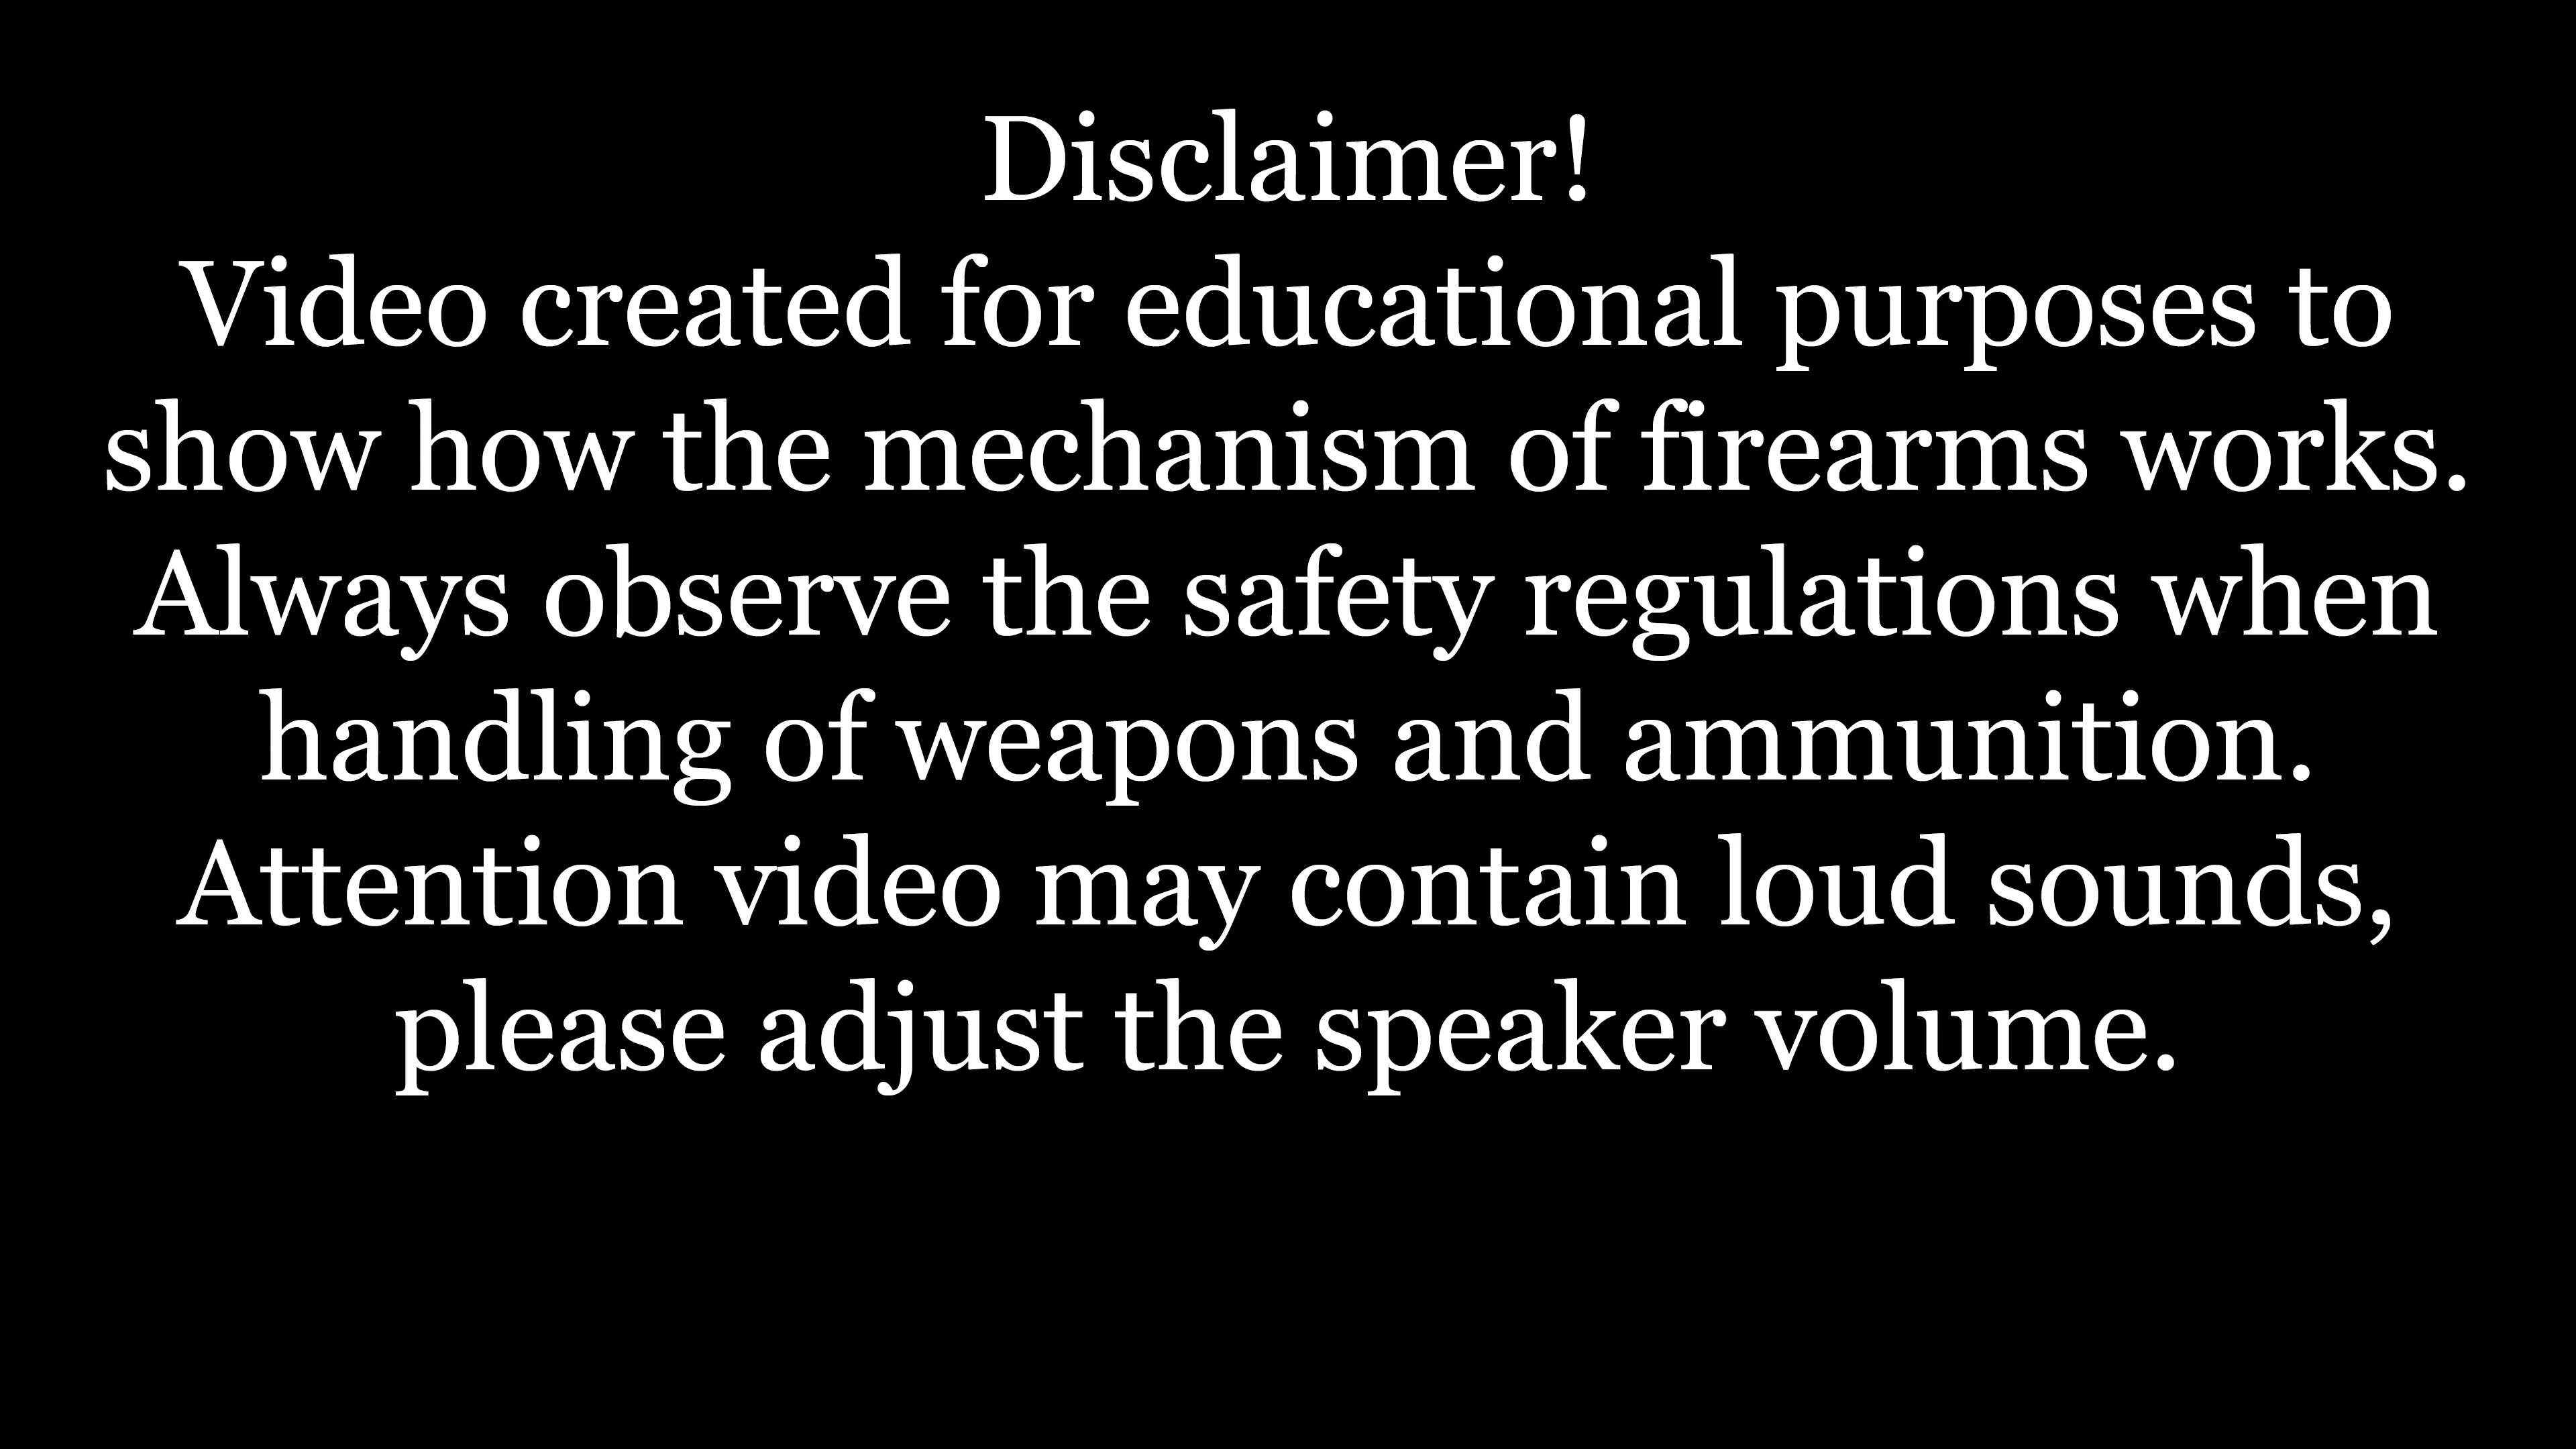 Disclaimer!
Video created for educational purposes to
show how the mechanism of firearms works.
Always observe the safety regulations when
handling of weapons and ammunition.
Attention video may contain loud sounds,
please adjust the speaker volume.